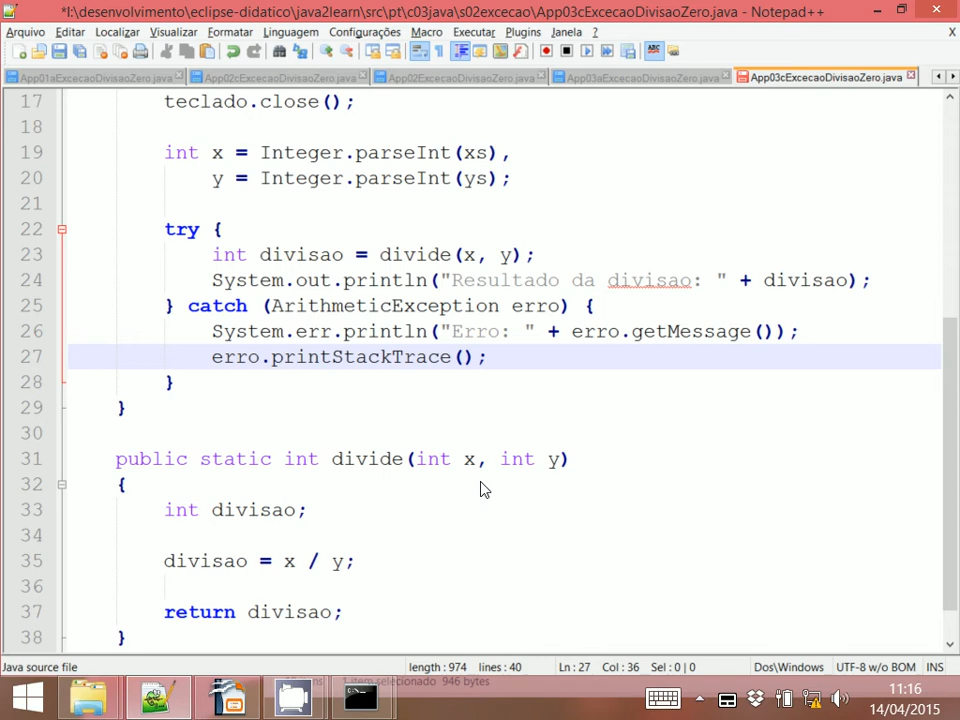 *I:\desenvolvimento\eclipse-didatico\java2learn\src\pt\c03java\s02excecao\App03cExcecaoDivisaoZero.java - Notepad++
Arquivo Editar Localizar Visualizar Formatar Linguagem Configurações Macro Executar Plugins Janela ? X
App01aExcecaoDivisaoZero.java App02cExcecaoDivisaoZero.java App02ExcecaoDivisaoZero.java App03aExcecaoDivisaoZero.java App03cExcecaoDivisaoZero.java
17 teclado.close();
18
19 int x = Integer.parseInt(xs),
20 y = Integer.parseInt(ys);
21
22 try {
23 int divisao = divide(x, y);
24 System.out.println("Resultado da divisao: " + divisao);
25 } catch (ArithmeticException erro) {
26 System.err.println("Erro: " + erro.getMessage());
27 erro.printStackTrace();
28 }
29 }
30
31 public static int divide(int x, int y)
32 {
33 int divisao;
34
35 divisao = x / y;
36
37 return divisao;
38 }
Java source file length : 974 lines : 40 Ln : 27 Col : 36 Sel : 0 | 0 Dos\Windows UTF-8 w/o BOM INS
1 item selecionado 946 bytes
11:16
14/04/2015